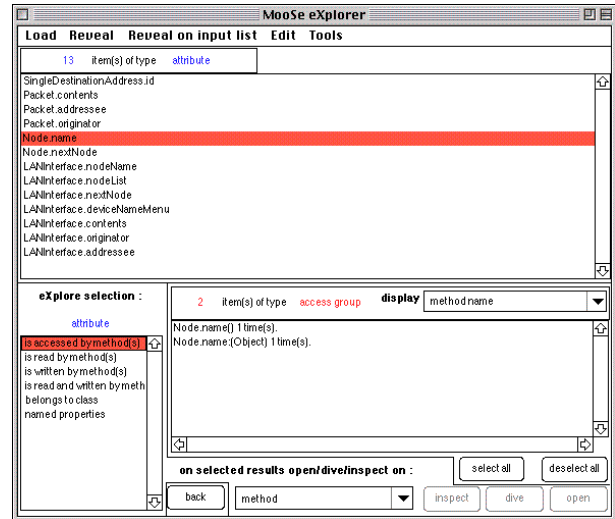 MooSe eXplorer
Load Reveal Reveal on input list Edit Tools
13 item(s) of type attribute
SingleDestinationAddress.id
Packet.contents
Packet.addressee
Packet.originator
Node.name
Node.nextNode
LANInterface.nodeName
LANInterface.nodeList
LANInterface.nextNode
LANInterface.deviceNameMenu
LANInterface.contents
LANInterface.originator
LANInterface.addressee
eXplore selection :
attribute
is accessed by method(s)
is read by method(s)
is written by method(s)
is read and written by meth
belongs to class
named properties
2 item(s) of type access group display method name
Node.name() 1 time(s).
Node.name:(Object) 1 time(s).
on selected results open/dive/inspect on : select all deselect all
back method inspect dive open